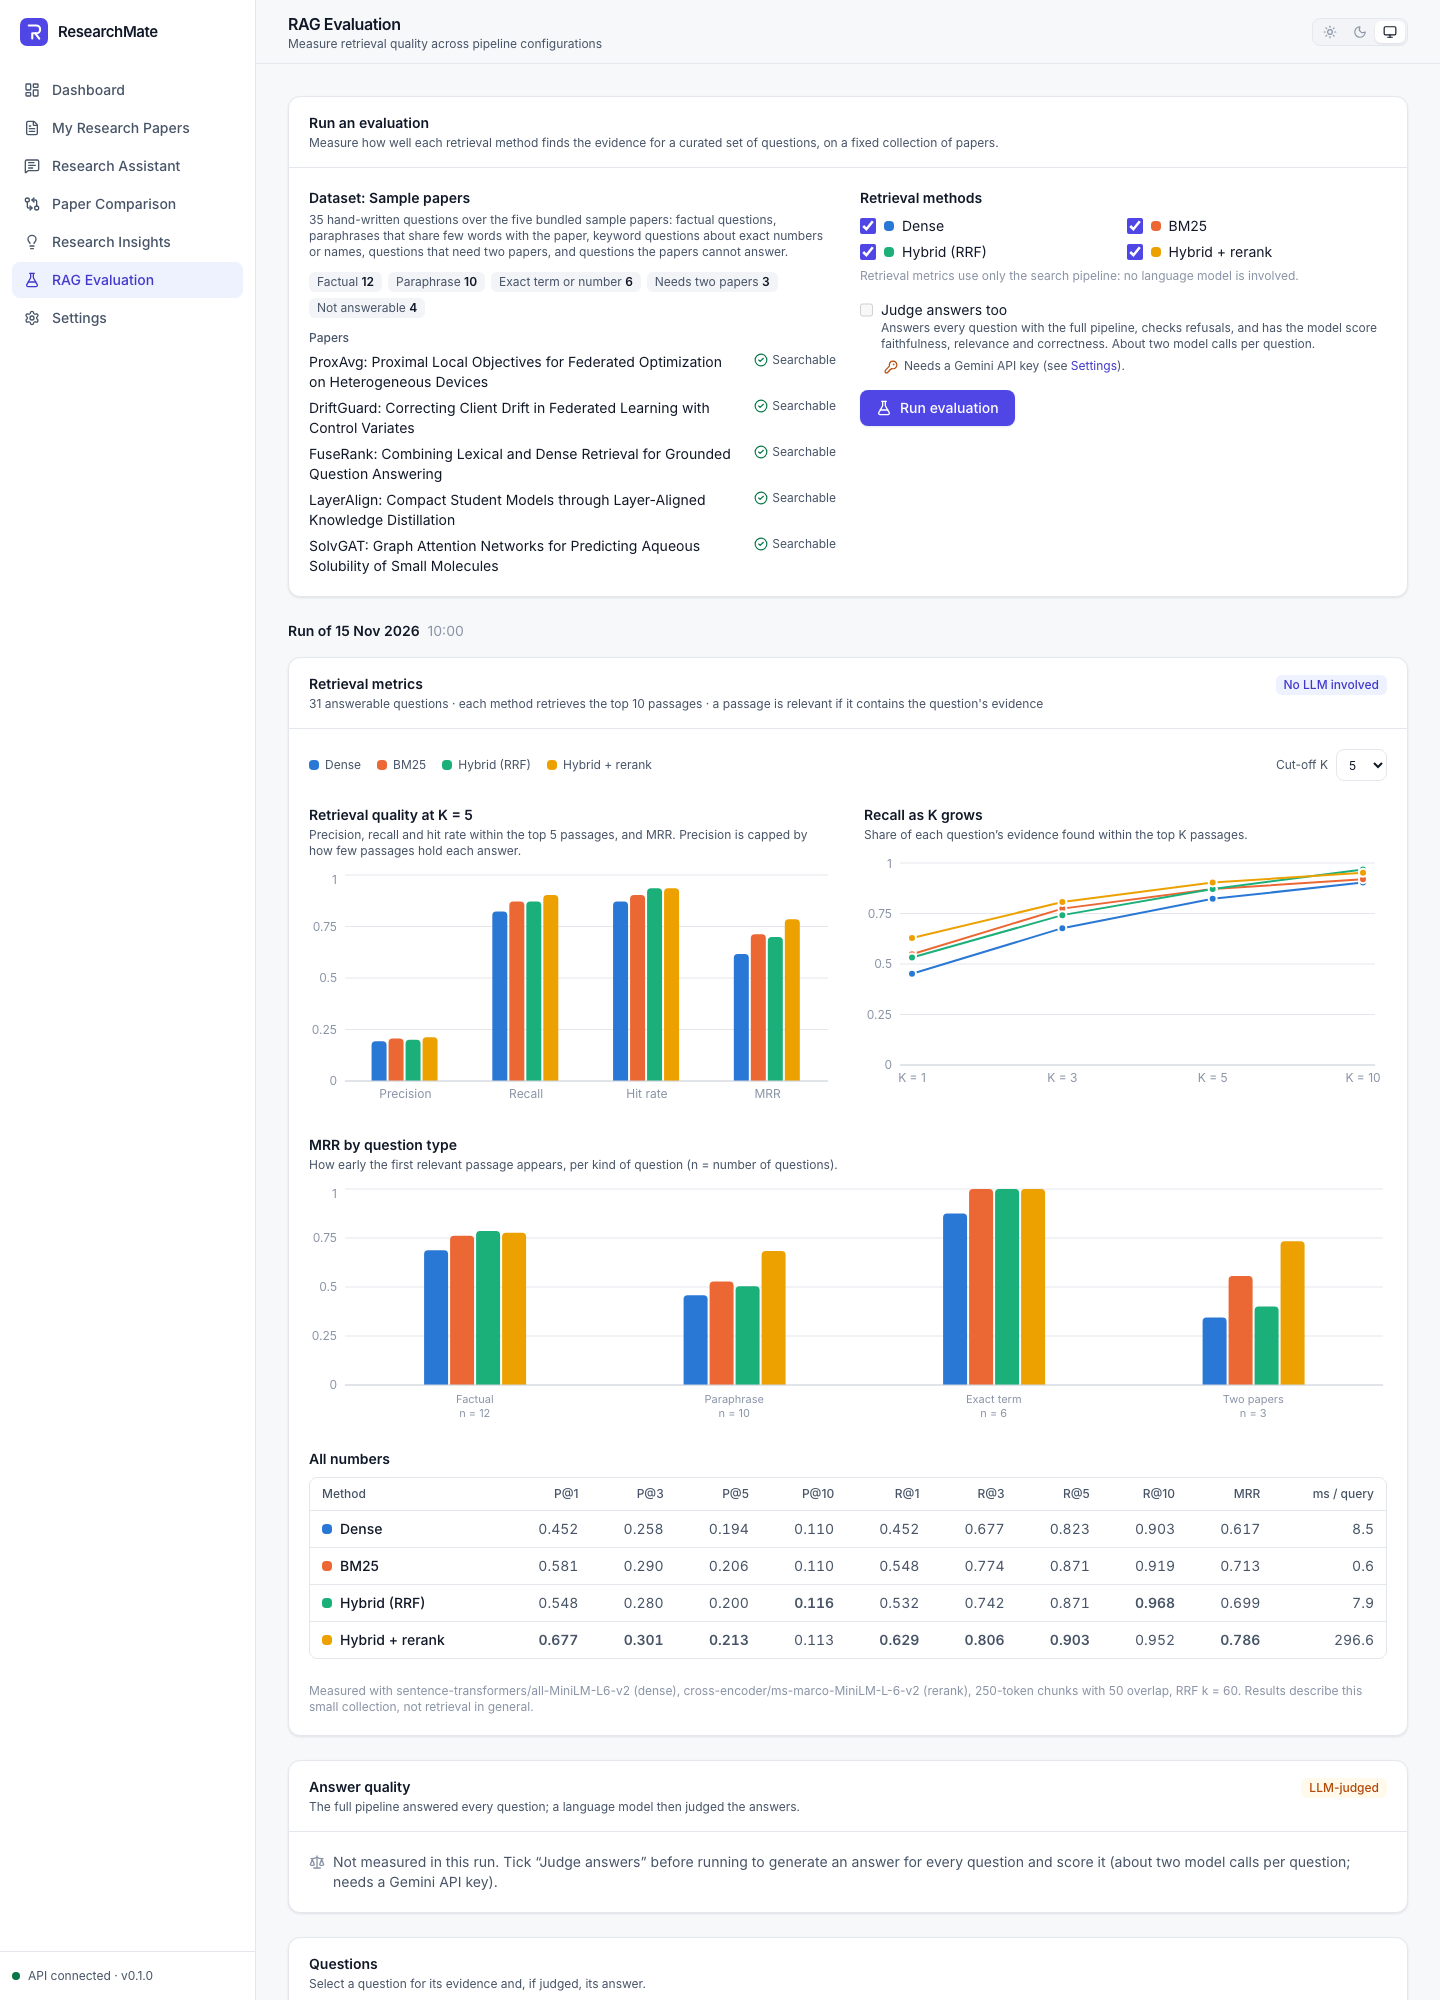 ResearchMate
Dashboard
My Research Papers
Research Assistant
Paper Comparison
Research Insights
RAG Evaluation
Settings
API connected · v0.1.0
RAG Evaluation
Measure retrieval quality across pipeline configurations
Run an evaluation
Measure how well each retrieval method finds the evidence for a curated set of questions, on a fixed collection of papers.
Dataset: Sample papers
35 hand-written questions over the five bundled sample papers: factual questions,
paraphrases that share few words with the paper, keyword questions about exact numbers
or names, questions that need two papers, and questions the papers cannot answer.
Factual 12 Paraphrase 10 Exact term or number 6 Needs two papers 3
Not answerable 4
Papers
ProxAvg: Proximal Local Objectives for Federated Optimization
on Heterogeneous Devices
Searchable
DriftGuard: Correcting Client Drift in Federated Learning with
Control Variates
Searchable
FuseRank: Combining Lexical and Dense Retrieval for Grounded
Question Answering
Searchable
LayerAlign: Compact Student Models through Layer-Aligned
Knowledge Distillation
Searchable
SolvGAT: Graph Attention Networks for Predicting Aqueous
Solubility of Small Molecules
Searchable
Retrieval methods
Dense BM25
Hybrid (RRF) Hybrid + rerank
Retrieval metrics use only the search pipeline: no language model is involved.
Judge answers too
Answers every question with the full pipeline, checks refusals, and has the model score
faithfulness, relevance and correctness. About two model calls per question.
Needs a Gemini API key (see Settings).
Run evaluation
Run of 15 Nov 2026 10:00
Retrieval metrics
No LLM involved
31 answerable questions · each method retrieves the top 10 passages · a passage is relevant if it contains the question's evidence
Dense BM25 Hybrid (RRF) Hybrid + rerank
Cut-off K 5
Retrieval quality at K = 5
Precision, recall and hit rate within the top 5 passages, and MRR. Precision is capped by
how few passages hold each answer.
1
0.75
0.5
0.25
0
Precision Recall Hit rate MRR
Recall as K grows
Share of each question’s evidence found within the top K passages.
1
0.75
0.5
0.25
0
K = 1 K = 3 K = 5 K = 10
MRR by question type
How early the first relevant passage appears, per kind of question (n = number of questions).
1
0.75
0.5
0.25
0
Factual Paraphrase Exact term Two papers
n = 12 n = 10 n = 6 n = 3
All numbers
Method P@1 P@3 P@5 P@10 R@1 R@3 R@5 R@10 MRR ms / query
Dense 0.452 0.258 0.194 0.110 0.452 0.677 0.823 0.903 0.617 8.5
BM25 0.581 0.290 0.206 0.110 0.548 0.774 0.871 0.919 0.713 0.6
Hybrid (RRF) 0.548 0.280 0.200 0.116 0.532 0.742 0.871 0.968 0.699 7.9
Hybrid + rerank 0.677 0.301 0.213 0.113 0.629 0.806 0.903 0.952 0.786 296.6
Measured with sentence-transformers/all-MiniLM-L6-v2 (dense), cross-encoder/ms-marco-MiniLM-L-6-v2 (rerank), 250-token chunks with 50 overlap, RRF k = 60. Results describe this
small collection, not retrieval in general.
Answer quality
LLM-judged
The full pipeline answered every question; a language model then judged the answers.
Not measured in this run. Tick “Judge answers” before running to generate an answer for every question and score it (about two model calls per question;
needs a Gemini API key).
Questions
Select a question for its evidence and, if judged, its answer.